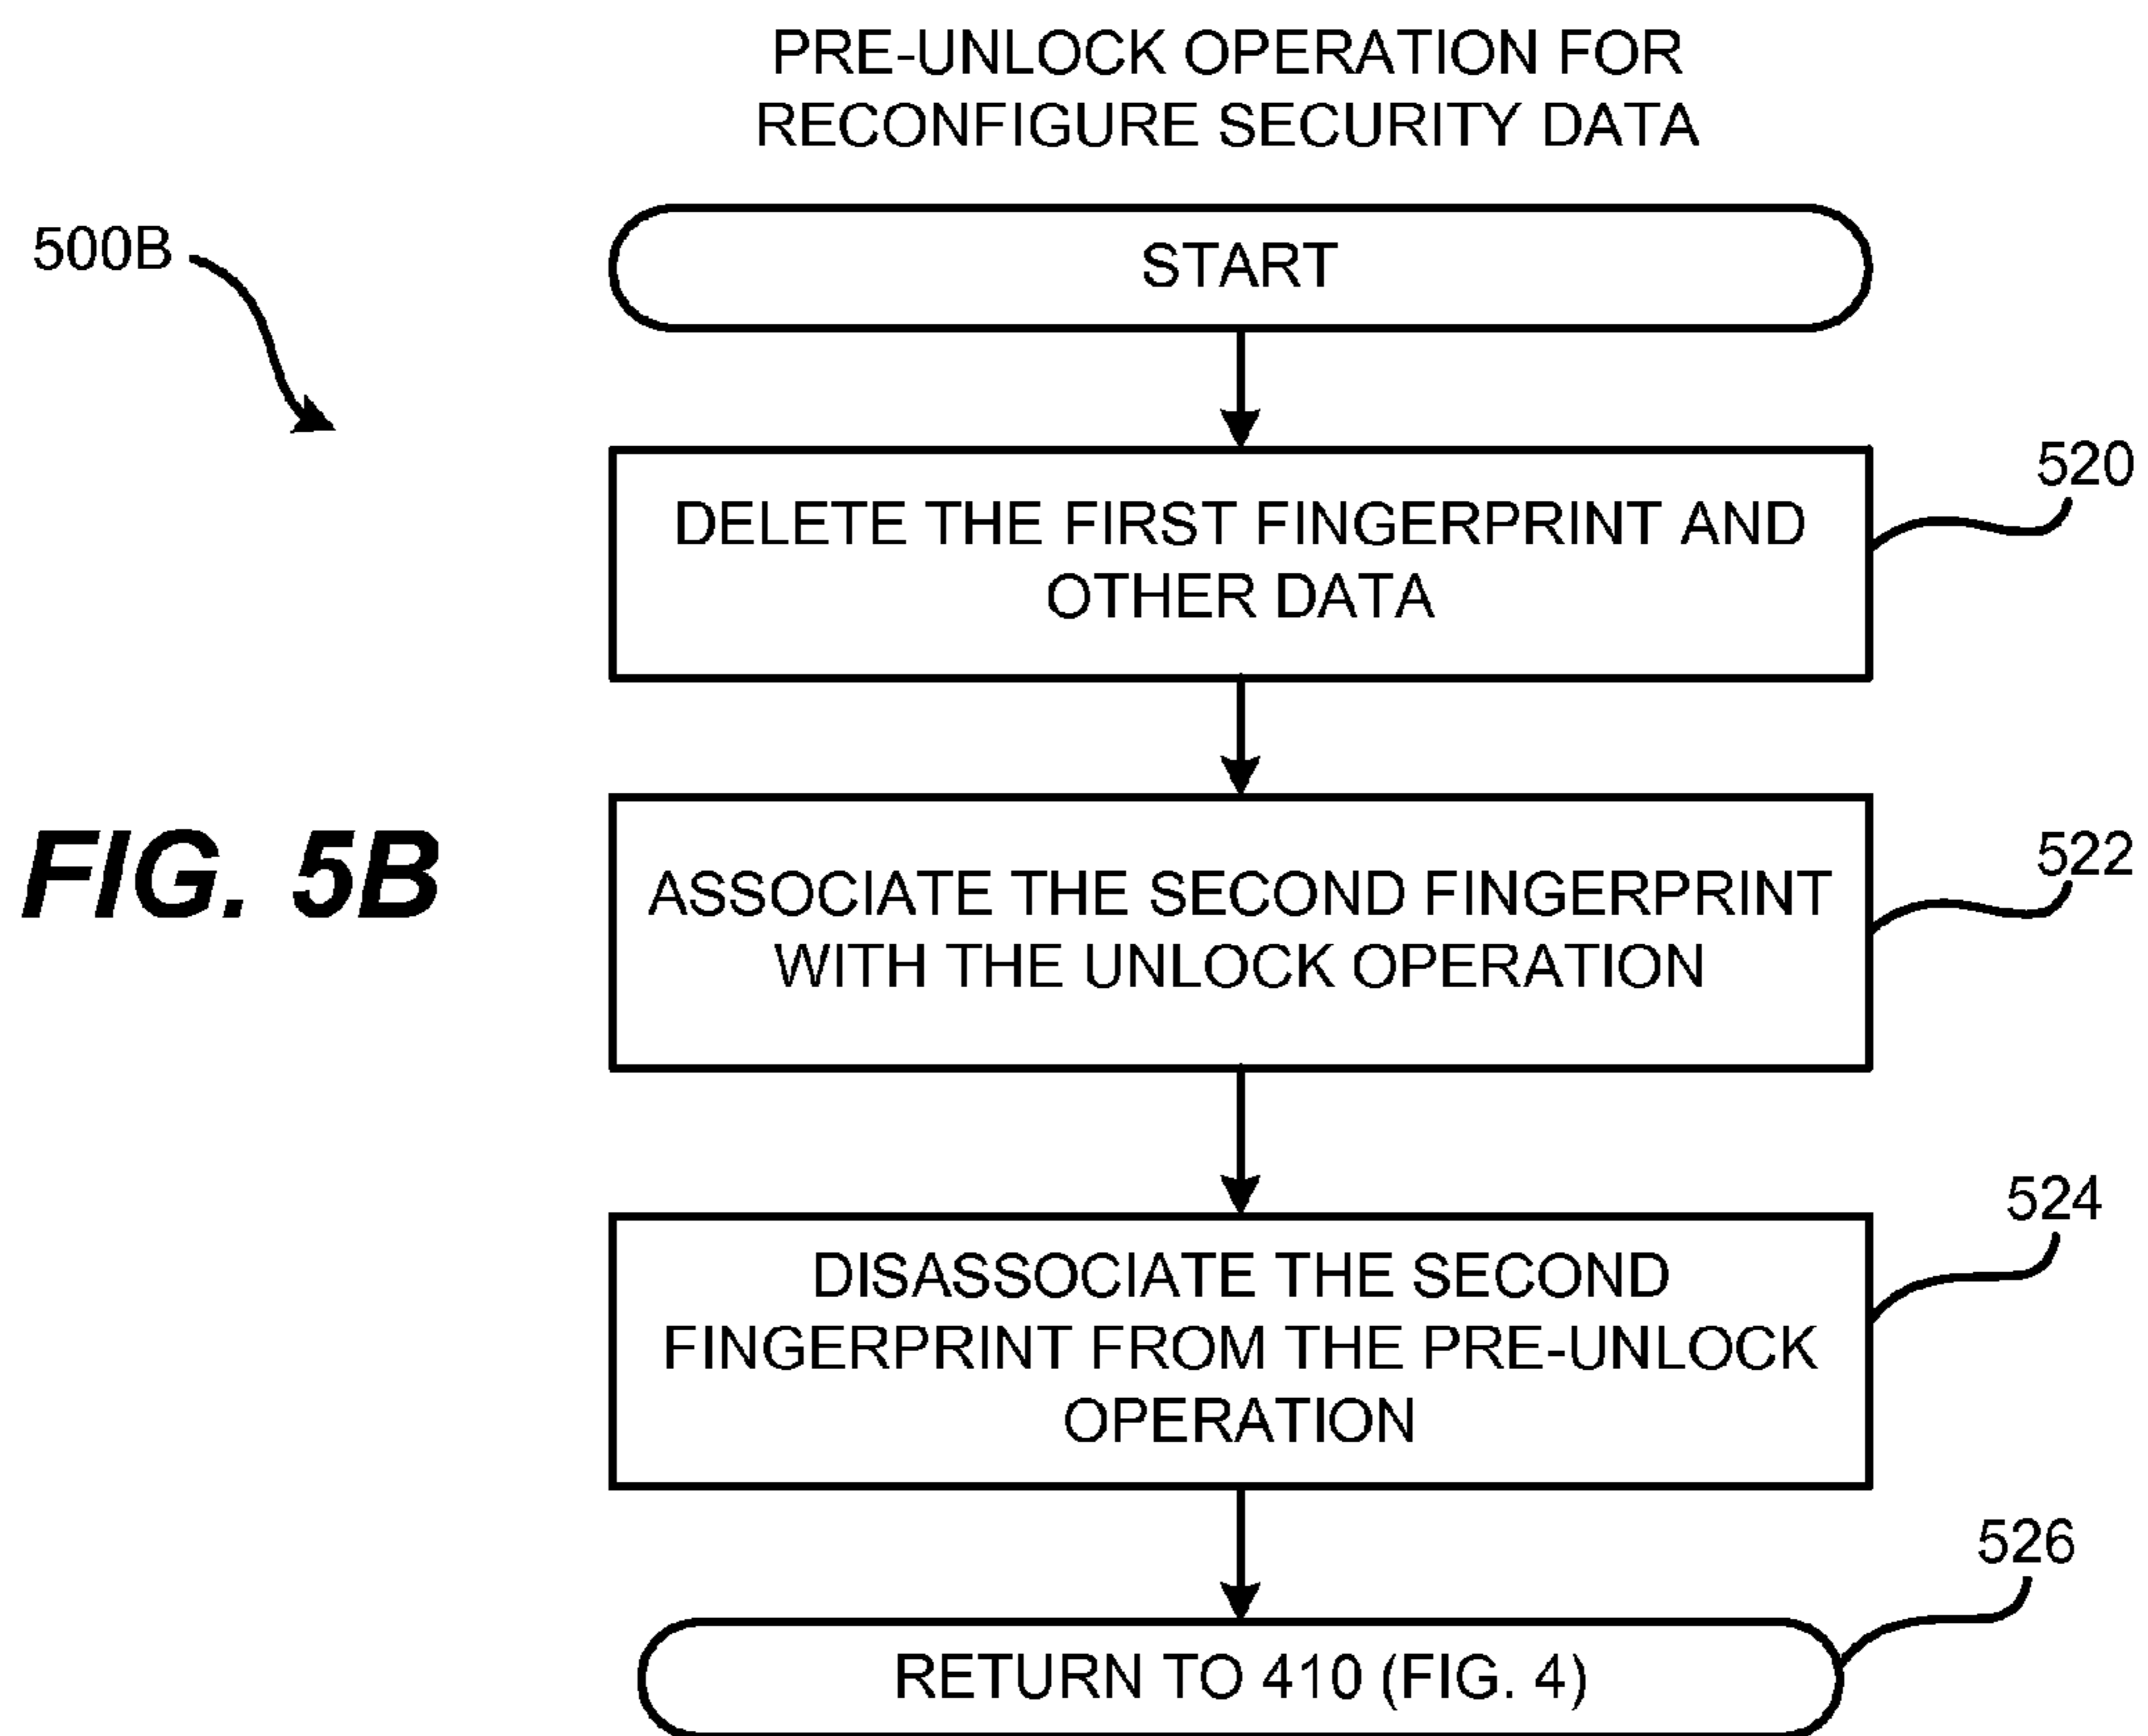 PRE-UNLOCK OPERATION FOR
RECONFIGURE SECURITY DATA
500B
START
520
DELETE THE FIRST FINGERPRINT AND
OTHER DATA
FIG. 5B
522
ASSOCIATE THE SECOND FINGERPRINT
WITH THE UNLOCK OPERATION
524
DISASSOCIATE THE SECOND
FINGERPRINT FROM THE PRE-UNLOCK
OPERATION
526
RETURN TO 410 (FIG. 4)